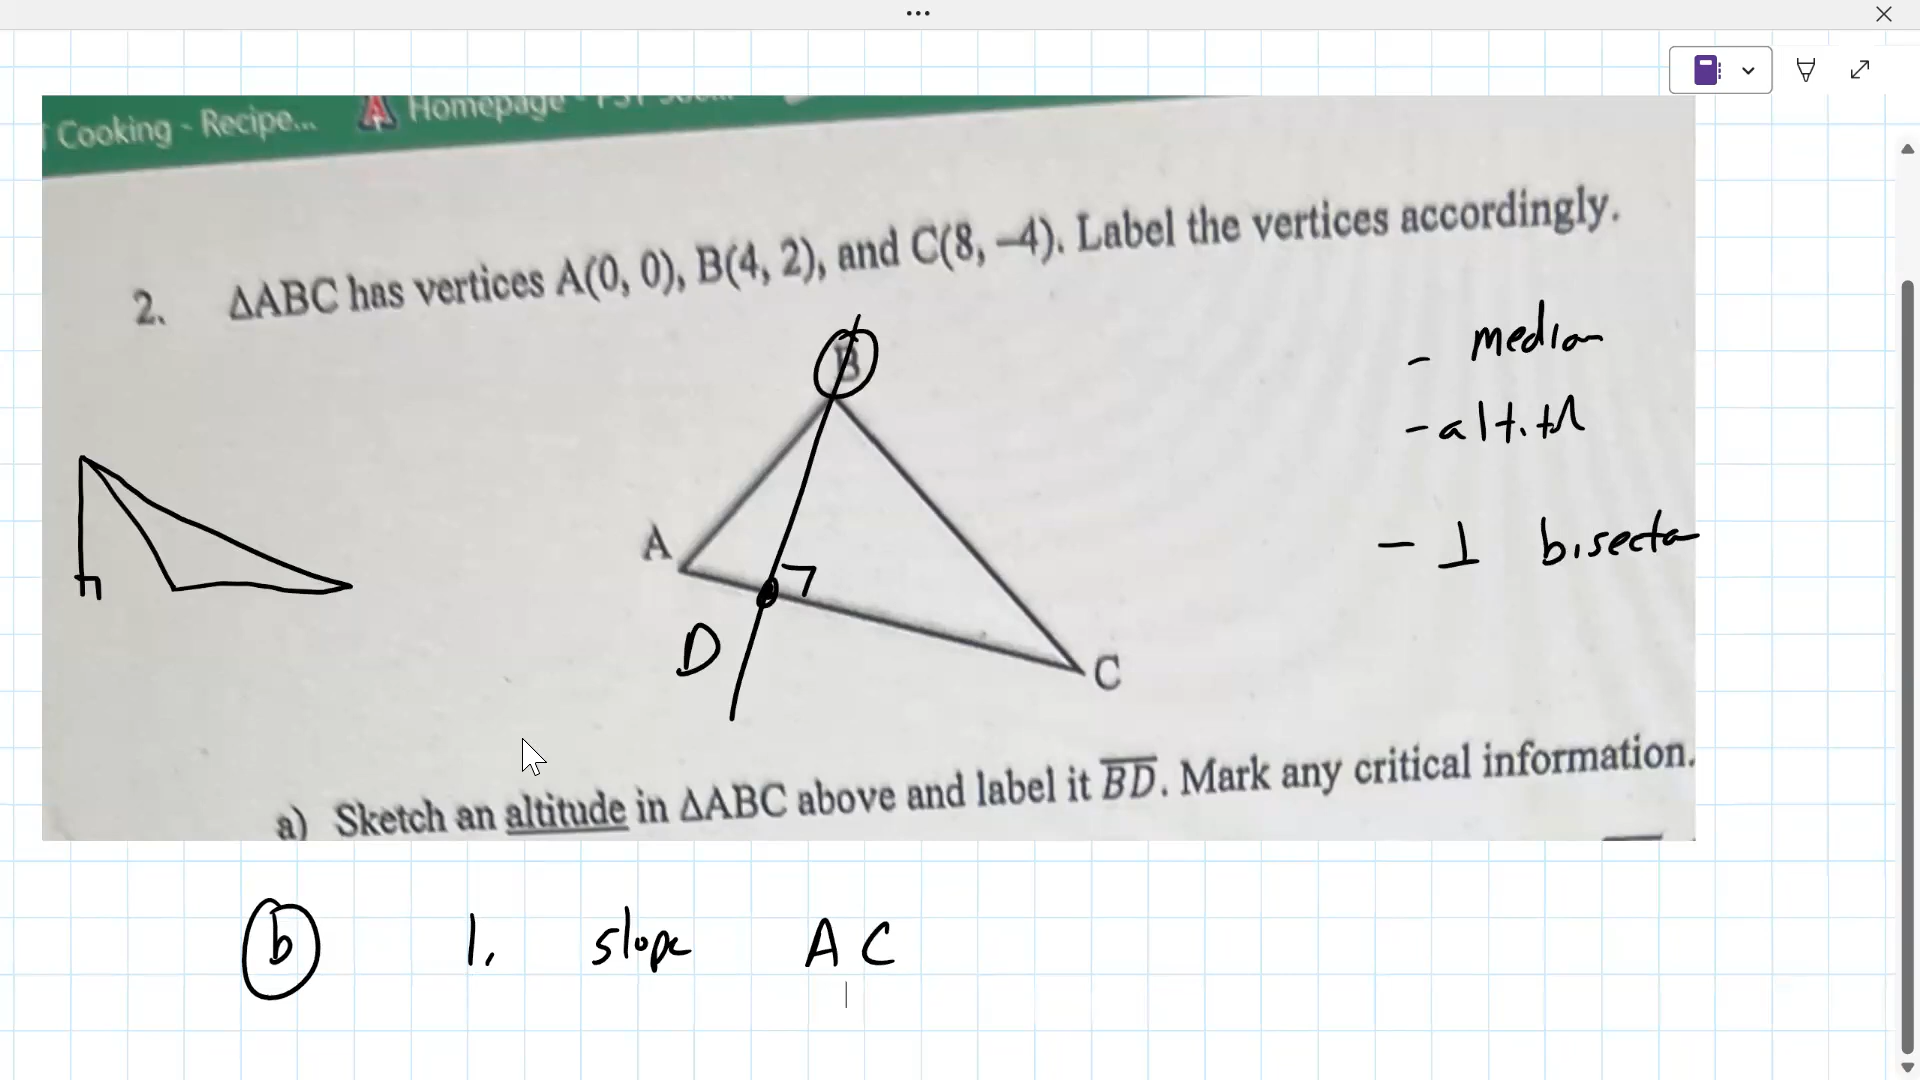 Cooking - Recipe...
Homepage -
2. ΔABC has vertices A(0, 0), B(4, 2), and C(8, –4). Label the vertices accordingly.
B
A
C
D
- median
- altitd
- ⊥ bisector
a) Sketch an altitude in ΔABC above and label it BD. Mark any critical information.
b 1. slope AC